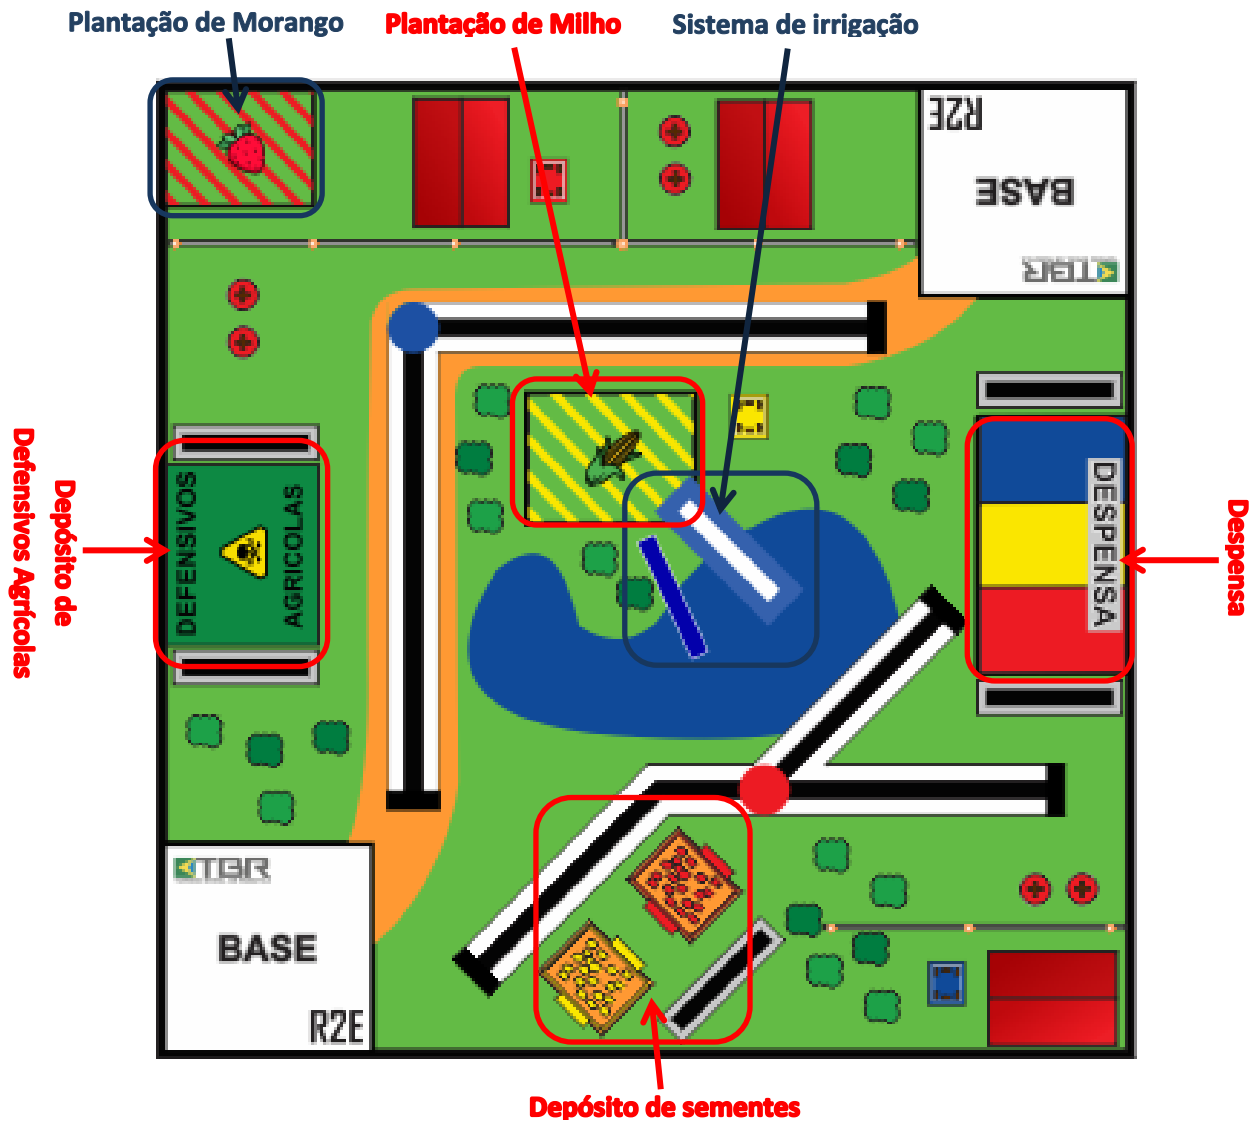 Plantação de Morango
Plantação de Milho
Sistema de irrigação
R2E
BASE
TBR
Depósito de
Defensivos Agrícolas
DEFENSIVOS
AGRICOLAS
DESPENSA
Despensa
TBR
BASE
R2E
Depósito de sementes